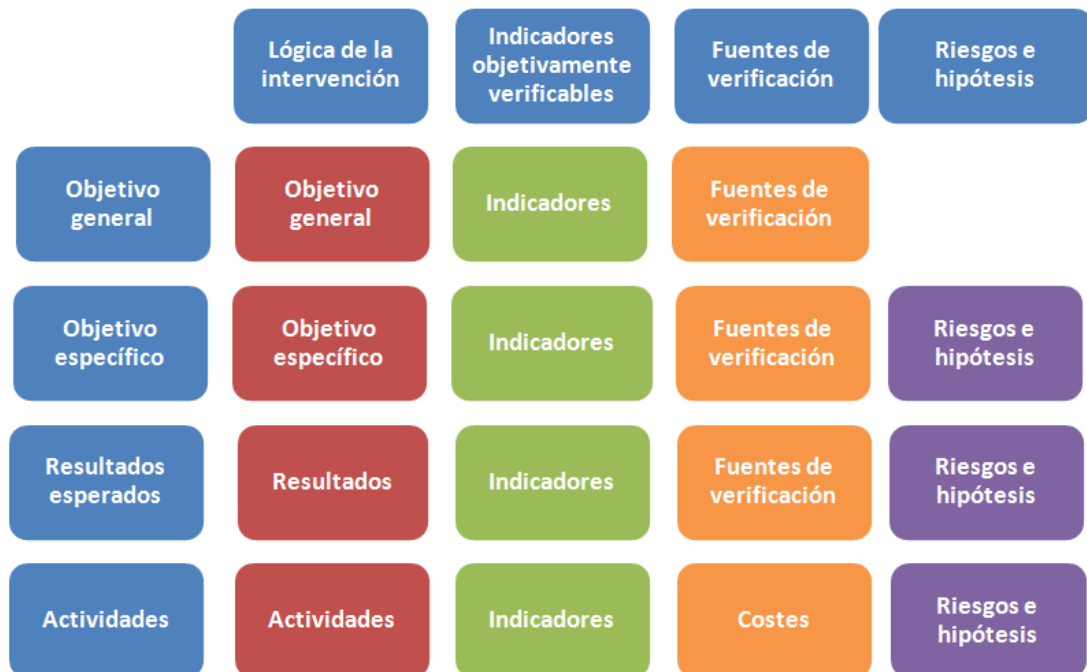 Lógica de la
intervención
Indicadores
objetivamente
verificables
Fuentes de
verificación
Riesgos e
hipótesis
Objetivo
general
Objetivo
general
Indicadores
Fuentes de
verificación
Objetivo
específico
Objetivo
específico
Indicadores
Fuentes de
verificación
Riesgos e
hipótesis
Resultados
esperados
Resultados
Indicadores
Fuentes de
verificación
Riesgos e
hipótesis
Actividades
Actividades
Indicadores
Costes
Riesgos e
hipótesis